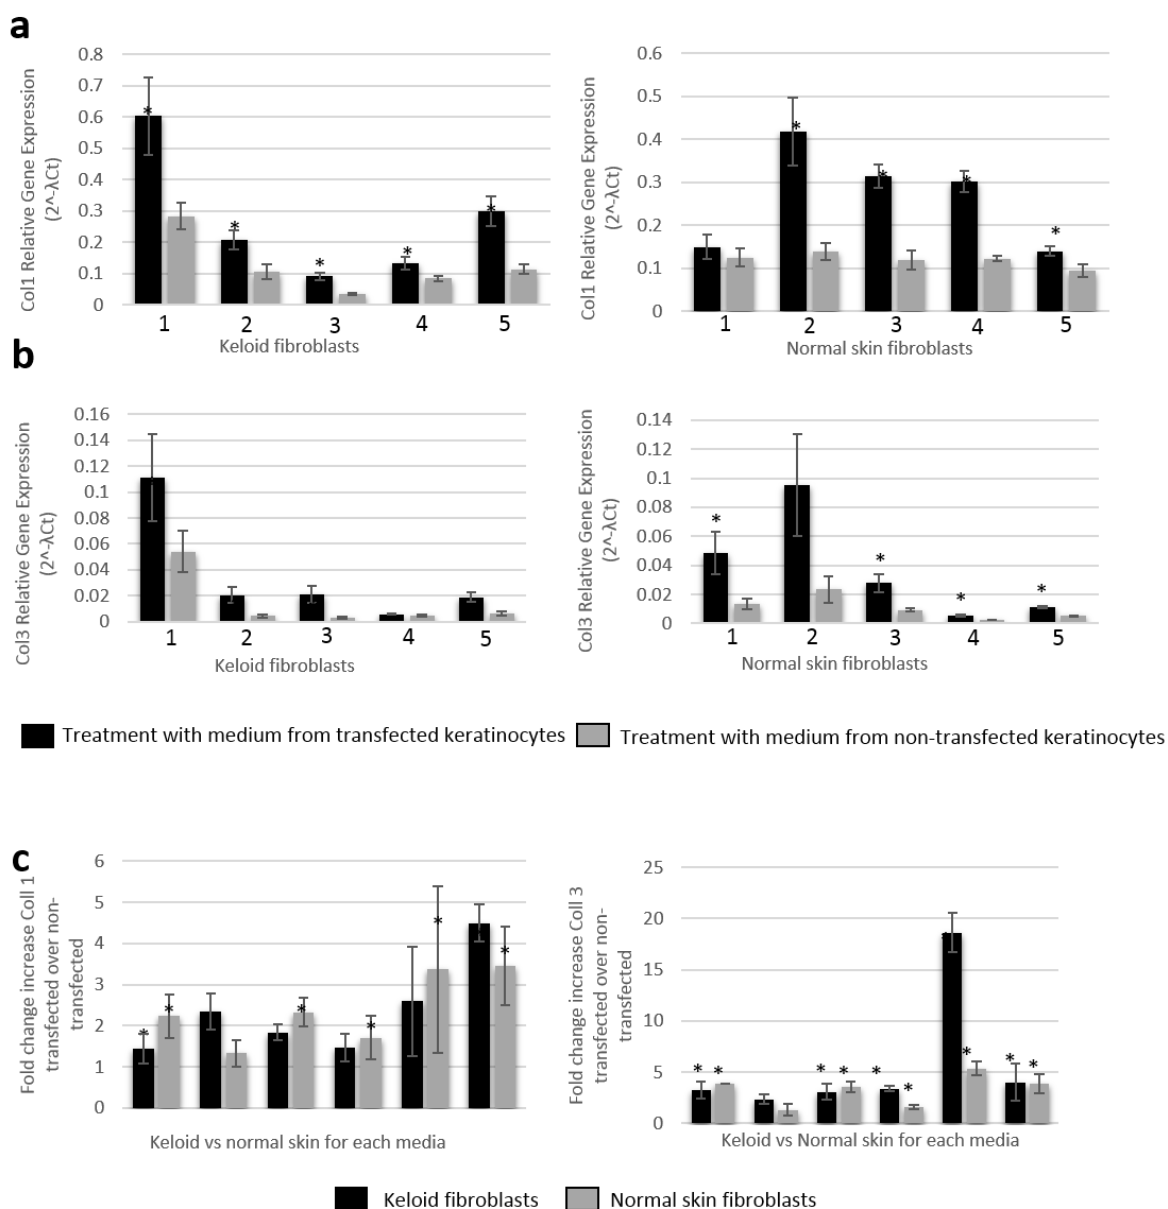 a
Col1 Relative Gene Expression
(2^-λCt)
0.8
0.7
0.6
0.5
0.4
0.3
0.2
0.1
0
*
*
*
*
*
1 2 3 4 5
Keloid fibroblasts
Col1 Relative Gene Expression
(2^-λCt)
0.6
0.5
0.4
0.3
0.2
0.1
0
*
*
*
*
1 2 3 4 5
Normal skin fibroblasts
b
Col3 Relative Gene Expression
(2^-λCt)
0.16
0.14
0.12
0.1
0.08
0.06
0.04
0.02
0
1 2 3 4 5
Keloid fibroblasts
Col3 Relative Gene Expression
(2^-λCt)
0.14
0.12
0.1
0.08
0.06
0.04
0.02
0
*
*
*
*
1 2 3 4 5
Normal skin fibroblasts
Treatment with medium from transfected keratinocytes
Treatment with medium from non-transfected keratinocytes
c
Fold change increase Coll 1
transfected over non-
transfected
6
5
4
3
2
1
0
*
*
*
*
*
*
Keloid vs normal skin for each media
Fold change increase Coll 3
transfected over non-
transfected
25
20
15
10
5
0
* *
* *
* *
* *
* *
Keloid vs Normal skin for each media
Keloid fibroblasts
Normal skin fibroblasts